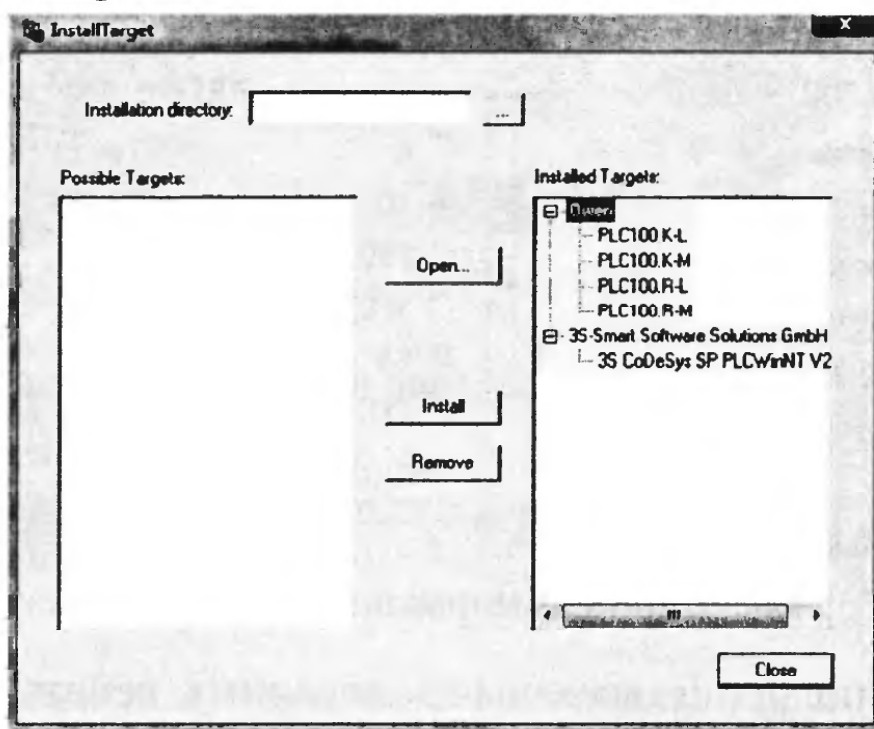 InstallTarget
X
Installation directory:
...
Possible Targets:
Installed Targets:
Owen
PLC100.K-L
PLC100.K-M
PLC100.R-L
PLC100.R-M
3S-Smart Software Solutions GmbH
3S CoDeSys SP PLCWinNT V2
Open...
Install
Remove
Close